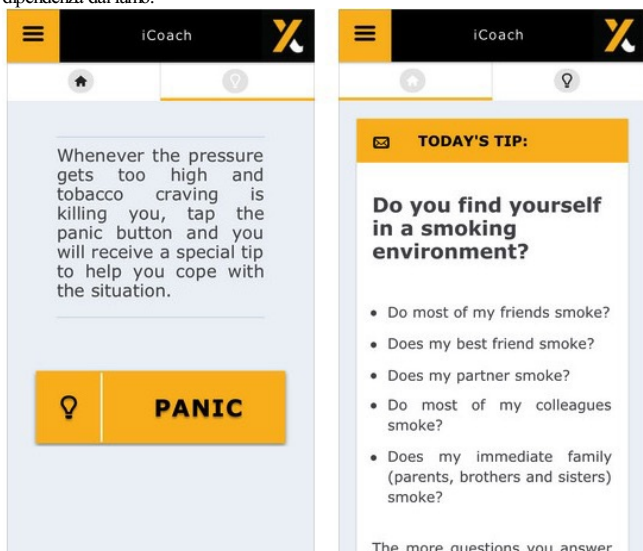 dipendenza dal fumo.
iCoach
Whenever the pressure
gets too high and
tobacco craving is
killing you, tap the
panic button and you
will receive a special tip
to help you cope with
the situation.
PANIC
iCoach
TODAY'S TIP:
Do you find yourself
in a smoking
environment?
• Do most of my friends smoke?
• Does my best friend smoke?
• Does my partner smoke?
• Do most of my colleagues
smoke?
• Does my immediate family
(parents, brothers and sisters)
smoke?
The more questions you answer